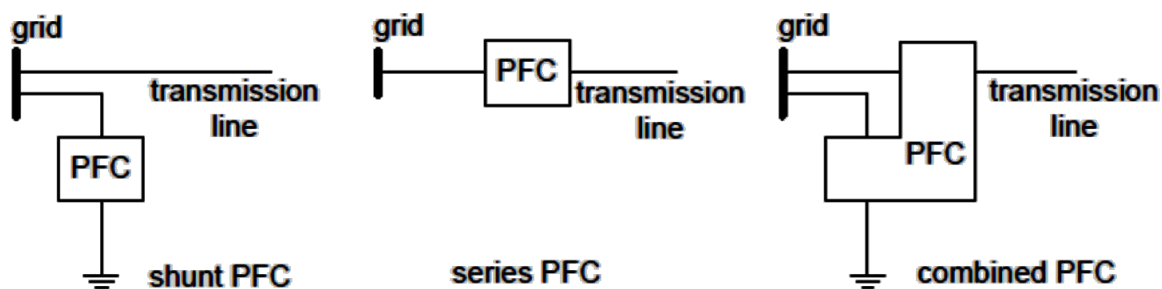 grid
transmission
line
PFC
shunt PFC
grid
PFC
transmission
line
series PFC
grid
transmission
line
PFC
combined PFC